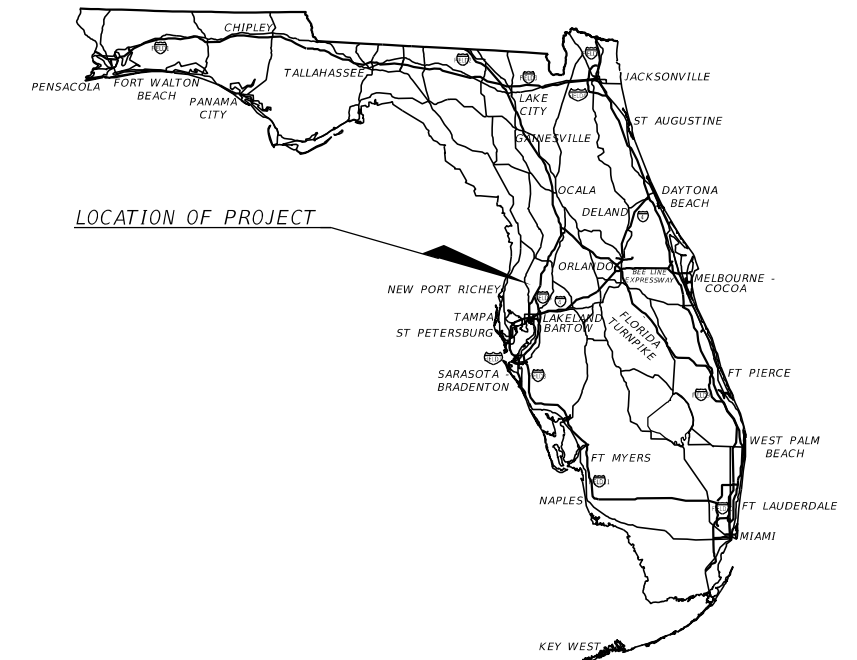 CHIPLEY
TALLAHASSEE
PENSACOLA
FORT WALTON
BEACH
PANAMA
CITY
JACKSONVILLE
LAKE
CITY
ST AUGUSTINE
GAINESVILLE
OCALA
DAYTONA
BEACH
DELAND
LOCATION OF PROJECT
ORLANDO
BEE LINE
EXPRESSWAY
MELBOURNE -
COCOA
NEW PORT RICHEY
TAMPA
LAKELAND
BARTOW
ST PETERSBURG
FLORIDA
TURNPIKE
SARASOTA -
BRADENTON
FT PIERCE
WEST PALM
BEACH
FT MYERS
NAPLES
FT LAUDERDALE
MIAMI
KEY WEST